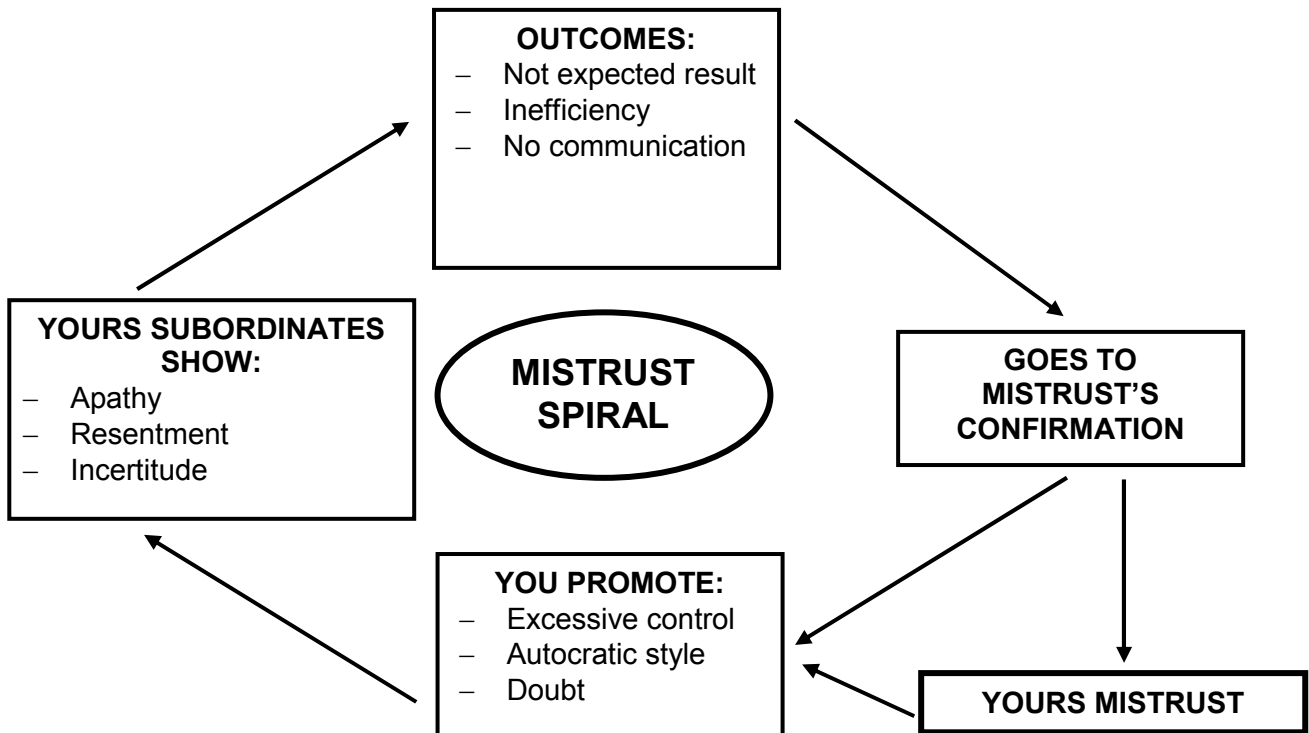 OUTCOMES:
– Not expected result
– Inefficiency
– No communication
YOURS SUBORDINATES
SHOW:
– Apathy
– Resentment
– Incertitude
MISTRUST
SPIRAL
GOES TO
MISTRUST’S
CONFIRMATION
YOU PROMOTE:
– Excessive control
– Autocratic style
– Doubt
YOURS MISTRUST